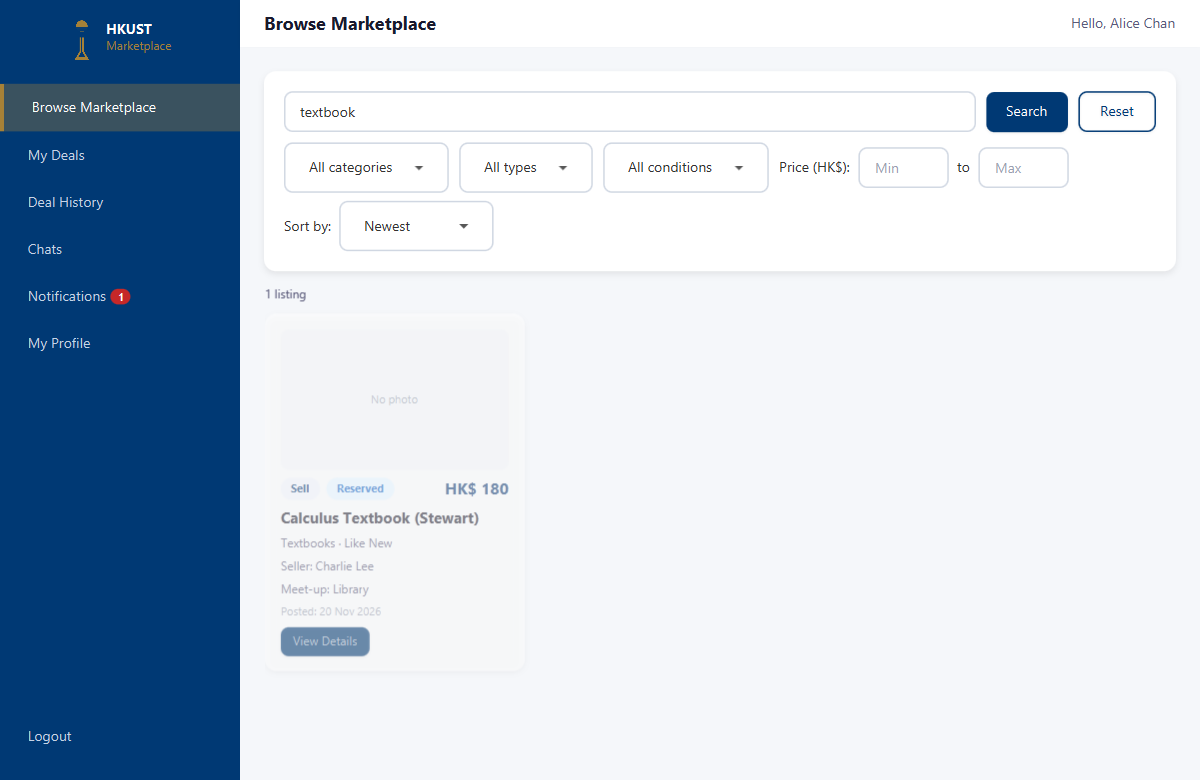 HKUST
Marketplace
Browse Marketplace
My Deals
Deal History
Chats
Notifications 1
My Profile
Logout
Browse Marketplace
Hello, Alice Chan
textbook
Search
Reset
All categories
All types
All conditions
Price (HK$):
Min
to
Max
Sort by:
Newest
1 listing
No photo
Sell
Reserved
HK$ 180
Calculus Textbook (Stewart)
Textbooks · Like New
Seller: Charlie Lee
Meet-up: Library
Posted: 20 Nov 2026
View Details